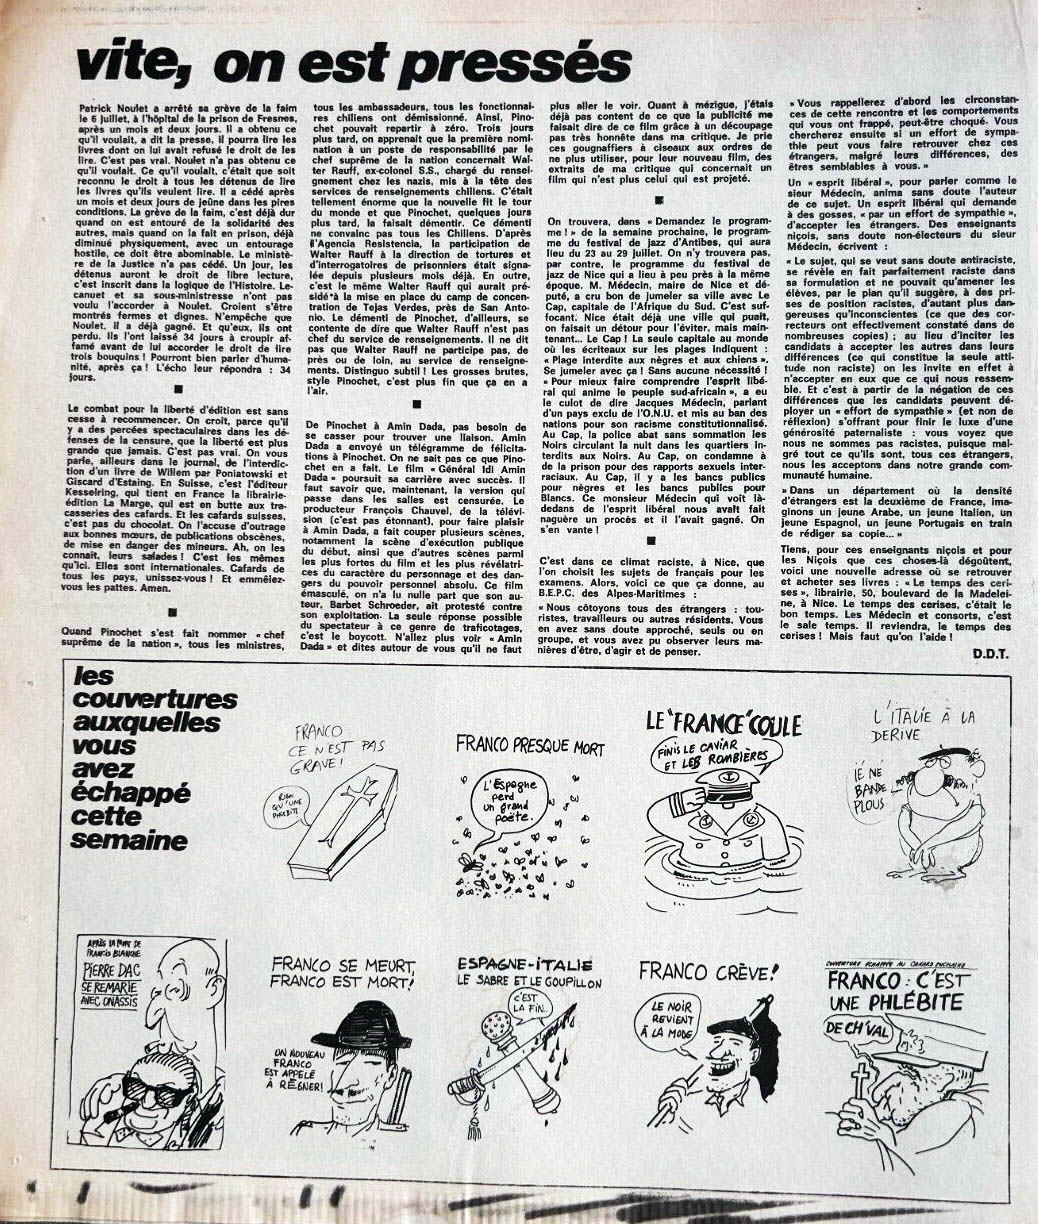 vite, on est pressés
Patrick Noulet a arrêté sa grève de la faim
le 6 juillet, à l'hôpital de la prison de Fresnes,
après un mois et deux jours. Il a obtenu ce
qu'il voulait, a dit la presse, il pourra lire les
livres dont on lui avait refusé le droit de les
lire. C'est pas vrai. Noulet n'a pas obtenu ce
qu'il voulait. Ce qu'il voulait, c'était que soit
reconnu le droit à tous les détenus de lire
les livres qu'ils veulent lire. Il a cédé après
un mois et deux jours de jeûne dans les pires
conditions. La grève de la faim, c'est déjà dur
quand on est entouré de la solidarité des
autres, mais quand on la fait en prison, déjà
diminué physiquement, avec un entourage
hostile, ce doit être abominable. Le ministè-
re de la Justice n'a pas cédé. Un jour, les
détenus auront le droit de libre lecture,
c'est inscrit dans la logique de l'Histoire. Le-
canuet et sa sous-ministresse n'ont pas
voulu l'accorder à Noulet. Croient s'être
montrés fermes et dignes. N'empêche que
Noulet, il a déjà gagné. Et qu'eux, ils ont
perdu. Ils l'ont laissé 34 jours à croupir af-
famé avant de lui accorder le droit de lire
trois bouquins ! Pourront bien parler d'huma-
nité, après ça ! L'écho leur répondra : 34
jours.
■
Le combat pour la liberté d'édition est sans
cesse à recommencer. On croit, parce qu'il
y a des percées spectaculaires dans les dé-
fenses de la censure, que la liberté est plus
grande que jamais. C'est pas vrai. On vous
parle, ailleurs dans le journal, de l'interdic-
tion d'un livre de Willem par Poniatowski et
Giscard d'Estaing. En Suisse, c'est l'éditeur
Kesselring, qui tient en France la librairie-
édition La Marge, qui est en butte aux tra-
casseries des cafards. Et les cafards suisses,
c'est pas du chocolat. On l'accuse d'outrage
aux bonnes mœurs, de publications obscènes,
de mise en danger des mineurs. Ah, on les
connaît, leurs salades ! C'est les mêmes
qu'ici. Elles sont internationales. Cafards de
tous les pays, unissez-vous ! Et emmêlez-
vous les pattes. Amen.
■
Quand Pinochet s'est fait nommer « chef
suprême de la nation », tous les ministres,
tous les ambassadeurs, tous les fonctionnai-
res chiliens ont démissionné. Ainsi, Pino-
chet pouvait repartir à zéro. Trois jours
plus tard, on apprenait que la première nomi-
nation à un poste de responsabilité par le
chef suprême de la nation concernait Wal-
ter Rauff, ex-colonel S.S., chargé du rensei-
gnement chez les nazis, mis à la tête des
services de renseignements chiliens. C'était
tellement énorme que la nouvelle fit le tour
du monde et que Pinochet, quelques jours
plus tard, la faisait démentir. Ce démenti
ne convainc pas tous les Chiliens. D'après
l'Agencia Resistencia, la participation de
Walter Rauff à la direction de tortures et
d'interrogatoires de prisonniers était signa-
lée depuis plusieurs mois déjà. En outre,
c'est le même Walter Rauff qui aurait pré-
sidé à la mise en place du camp de concen-
tration de Tejas Verdes, près de San Anto-
nio. Le démenti de Pinochet, d'ailleurs, se
contente de dire que Walter Rauff n'est pas
chef du service de renseignements. Il ne dit
pas que Walter Rauff ne participe pas, de
près ou de loin, au service de renseigne-
ments. Distinguo subtil ! Les grosses brutes,
style Pinochet, c'est plus fin que ça en a
l'air.
■
De Pinochet à Amin Dada, pas besoin de
se casser pour trouver une liaison. Amin
Dada a envoyé un télégramme de félicita-
tions à Pinochet. On ne sait pas ce que Pino-
chet en a fait. Le film « Général Idi Amin
Dada » poursuit sa carrière avec succès. Il
faut savoir que, maintenant, la version qui
passe dans les salles est censurée. Le
producteur François Chauvel, de la télévi-
sion (c'est pas étonnant), pour faire plaisir
à Amin Dada, a fait couper plusieurs scènes,
notamment la scène d'exécution publique
du début, ainsi que d'autres scènes parmi
les plus fortes du film et les plus révélatri-
ces du caractère du personnage et des dan-
gers du pouvoir personnel absolu. Ce film
émasculé, on n'a lu nulle part que son au-
teur, Barbet Schroeder, ait protesté contre
son exploitation. La seule réponse possible
du spectateur à ce genre de traficotages,
c'est le boycott. N'allez plus voir « Amin
Dada » et dites autour de vous qu'il ne faut
plus aller le voir. Quant à mézigue, j'étais
déjà pas content de ce que la publicité me
faisait dire de ce film grâce à un découpage
pas très honnête dans ma critique. Je prie
ces gougnaffiers à ciseaux aux ordres de
ne plus utiliser, pour leur nouveau film, des
extraits de ma critique qui concernait un
film qui n'est plus celui qui est projeté.
■
On trouvera, dans « Demandez le program-
me ! » de la semaine prochaine, le program-
me du festival de jazz d'Antibes, qui aura
lieu du 23 au 29 juillet. On n'y trouvera pas,
par contre, le programme du festival de
jazz de Nice qui a lieu à peu près à la même
époque. M. Médecin, maire de Nice et dé-
puté, a cru bon de jumeler sa ville avec Le
Cap, capitale de l'Afrique du Sud. C'est suf-
focant. Nice était déjà une ville qui puait,
on faisait un détour pour l'éviter, mais main-
tenant... Le Cap ! La seule capitale au monde
où les écriteaux sur les plages indiquent :
« Plage interdite aux nègres et aux chiens ».
Se jumeler avec ça ! Sans aucune nécessité !
« Pour mieux faire comprendre l'esprit libé-
ral qui anime le peuple sud-africain », a eu
le culot de dire Jacques Médecin, parlant
d'un pays exclu de l'O.N.U. et mis au ban des
nations pour son racisme constitutionnalisé.
Au Cap, la police abat sans sommation les
Noirs circulant la nuit dans les quartiers in-
terdits aux Noirs. Au Cap, on condamne à
de la prison pour des rapports sexuels inter-
raciaux. Au Cap, il y a les bancs publics
pour nègres et les bancs publics pour
Blancs. Ce monsieur Médecin qui voit là-
dedans de l'esprit libéral nous avait fait
naguère un procès et il l'avait gagné. On
s'en vante !
■
C'est dans ce climat raciste, à Nice, que
l'on choisit les sujets de français pour les
examens. Alors, voici ce que ça donne, au
B.E.P.C. des Alpes-Maritimes :
« Nous côtoyons tous des étrangers : tou-
ristes, travailleurs ou autres résidents. Vous
en avez sans doute approché, seuls ou en
groupe, et vous avez pu observer leurs ma-
nières d'être, d'agir et de penser.
» Vous rappellerez d'abord les circonstan-
ces de cette rencontre et les comportements
qui vous ont frappé, peut-être choqué. Vous
chercherez ensuite si un effort de sympa-
thie peut vous faire retrouver chez ces
étrangers, malgré leurs différences, des
êtres semblables à vous. »
Un « esprit libéral », pour parler comme le
sieur Médecin, anima sans doute l'auteur
de ce sujet. Un esprit libéral qui demande
à des gosses, « par un effort de sympathie »,
d'accepter les étrangers. Des enseignants
niçois, sans doute non-électeurs du sieur
Médecin, écrivent :
« Le sujet, qui se veut sans doute antiraciste,
se révèle en fait parfaitement raciste dans
sa formulation et ne pouvait qu'amener les
élèves, par le plan qu'il suggère, à des pri-
ses de position racistes, d'autant plus dan-
gereuses qu'inconscientes (ce que des cor-
recteurs ont effectivement constaté dans de
nombreuses copies) ; au lieu d'inciter les
candidats à accepter les autres dans leurs
différences (ce qui constitue la seule atti-
tude non raciste) on les invite en effet à
n'accepter en eux que ce qui nous ressem-
ble. Et c'est à partir de la négation de ces
différences que les candidats peuvent dé-
ployer un « effort de sympathie » (et non de
réflexion) s'offrant pour finir le luxe d'une
générosité paternaliste : vous voyez que
nous ne sommes pas racistes, puisque mal-
gré tout ce qu'ils sont, tous ces étrangers,
nous les acceptons dans notre grande com-
munauté humaine.
» Dans un département où la densité
d'étrangers est la deuxième de France, ima-
ginons un jeune Arabe, un jeune Italien, un
jeune Espagnol, un jeune Portugais en train
de rédiger sa copie... »
Tiens, pour ces enseignants niçois et pour
les Niçois que ces choses-là dégoûtent,
voici une nouvelle adresse où se retrouver
et acheter ses livres : « Le temps des ceri-
ses », librairie, 50, boulevard de la Madelei-
ne, à Nice. Le temps des cerises, c'était le
bon temps. Les Médecin et consorts, c'est
le sale temps. Il reviendra, le temps des
cerises ! Mais faut qu'on l'aide !
D.D.T.
les
couvertures
auxquelles
vous
avez
échappé
cette
semaine
FRANCO
CE N'EST PAS
GRAVE !
RIEN
QU'UNE
PHLÉBITE
FRANCO PRESQUE MORT
L'Espagne
perd
un grand
poète.
LE "FRANCE" COULE
FINIS LE CAVIAR
ET LES ROMBIÈRES
L'ITALIE À LA
DERIVE
JÉ NÉ
BANDE
PLOUS
APRÈS LA MORT DE
FRANCIS BLANCHE
PIERRE DAC
SE REMARIE
AVEC ONASSIS
FRANCO SE MEURT,
FRANCO EST MORT !
UN NOUVEAU
FRANCO
EST APPELÉ
À RÉGNER !
ESPAGNE-ITALIE
LE SABRE ET LE GOUPILLON
C'EST
LA FIN.
FRANCO CRÈVE !
LE NOIR
REVIENT
À LA MODE
COUVERTURE ÉCHAPPÉE AU CANARD ENCHAINÉ
FRANCO : C'EST
UNE PHLÉBITE
DE CH'VAL